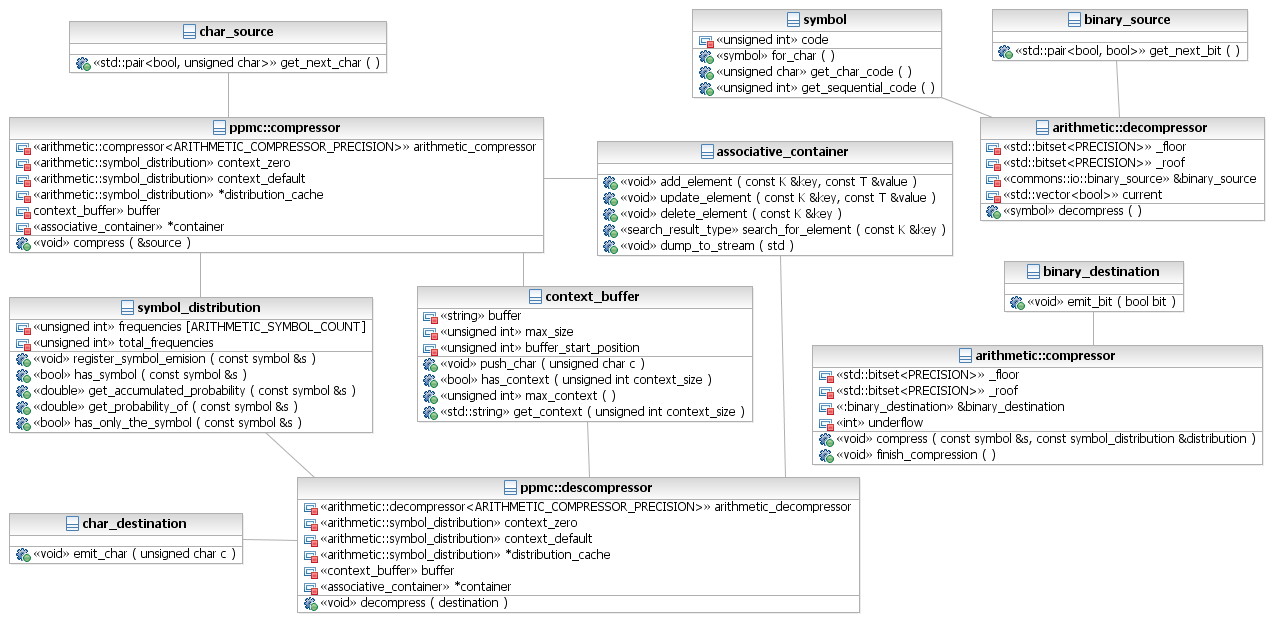 char_source
«std::pair<bool, unsigned char>» get_next_char ( )
symbol
«unsigned int» code
«symbol» for_char ( )
«unsigned char» get_char_code ( )
«unsigned int» get_sequential_code ( )
binary_source
«std::pair<bool, bool>» get_next_bit ( )
ppmc::compressor
«arithmetic::compressor<ARITHMETIC_COMPRESSOR_PRECISION>» arithmetic_compressor
«arithmetic::symbol_distribution» context_zero
«arithmetic::symbol_distribution» context_default
«arithmetic::symbol_distribution» *distribution_cache
context_buffer» buffer
«associative_container» *container
«void» compress ( &source )
associative_container
«void» add_element ( const K &key, const T &value )
«void» update_element ( const K &key, const T &value )
«void» delete_element ( const K &key )
«search_result_type» search_for_element ( const K &key )
«void» dump_to_stream ( std )
arithmetic::decompressor
«std::bitset<PRECISION>» _floor
«std::bitset<PRECISION>» _roof
«commons::io::binary_source» &binary_source
«std::vector<bool>» current
«symbol» decompress ( )
symbol_distribution
«unsigned int» frequencies [ARITHMETIC_SYMBOL_COUNT]
«unsigned int» total_frequencies
«void» register_symbol_emision ( const symbol &s )
«bool» has_symbol ( const symbol &s )
«double» get_accumulated_probability ( const symbol &s )
«double» get_probability_of ( const symbol &s )
«bool» has_only_the_symbol ( const symbol &s )
context_buffer
«string» buffer
«unsigned int» max_size
«unsigned int» buffer_start_position
«void» push_char ( unsigned char c )
«bool» has_context ( unsigned int context_size )
«unsigned int» max_context ( )
«std::string» get_context ( unsigned int context_size )
binary_destination
«void» emit_bit ( bool bit )
arithmetic::compressor
«std::bitset<PRECISION>» _floor
«std::bitset<PRECISION>» _roof
«:binary_destination» &binary_destination
«int» underflow
«void» compress ( const symbol &s, const symbol_distribution &distribution )
«void» finish_compression ( )
char_destination
«void» emit_char ( unsigned char c )
ppmc::descompressor
«arithmetic::decompressor<ARITHMETIC_COMPRESSOR_PRECISION>» arithmetic_decompressor
«arithmetic::symbol_distribution» context_zero
«arithmetic::symbol_distribution» context_default
«arithmetic::symbol_distribution» *distribution_cache
«context_buffer» buffer
«associative_container» *container
«void» decompress ( destination )